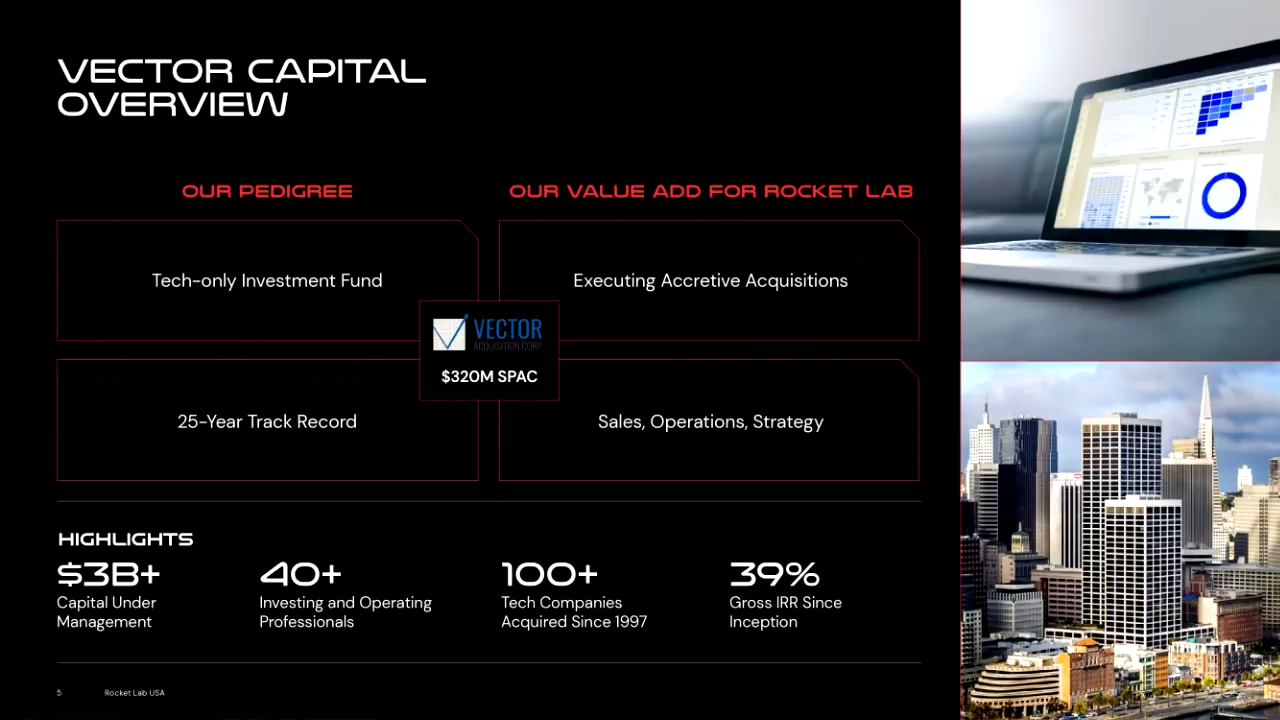 VECTOR CAPITAL
OVERVIEW
OUR PEDIGREE
OUR VALUE ADD FOR ROCKET LAB
Tech-only Investment Fund
Executing Accretive Acquisitions
VECTOR
ACQUISITION CORP
$320M SPAC
25-Year Track Record
Sales, Operations, Strategy
HIGHLIGHTS
$3B+
Capital Under
Management
40+
Investing and Operating
Professionals
100+
Tech Companies
Acquired Since 1997
39%
Gross IRR Since
Inception
5
Rocket Lab USA